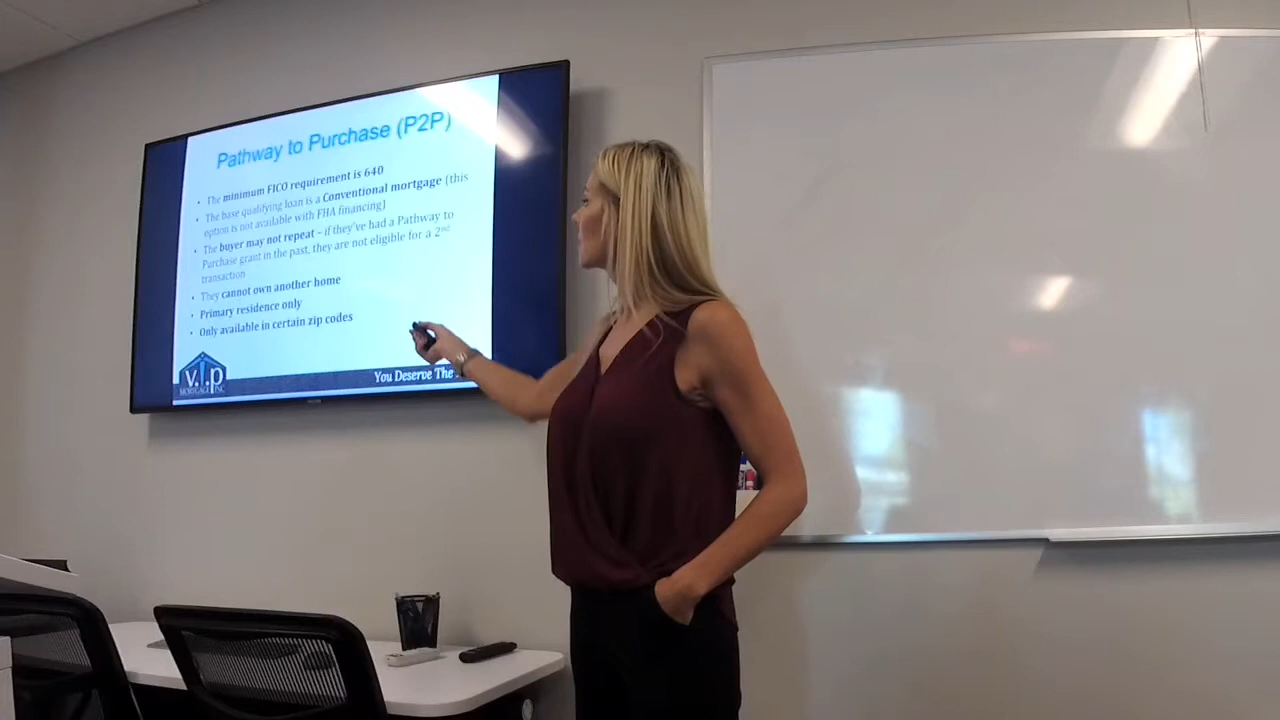 Pathway to Purchase (P2P)
• The minimum FICO requirement is 640
• The base qualifying loan is a Conventional mortgage (this
option is not available with FHA financing)
• The buyer may not repeat – if they've had a Pathway to
Purchase grant in the past, they are not eligible for a 2nd
transaction
• They cannot own another home
• Primary residence only
• Only available in certain zip codes
v.i.p
MORTGAGE INC
You Deserve The